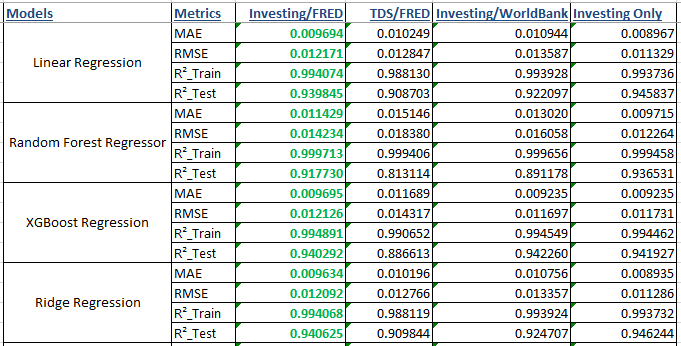 Models Metrics Investing/FRED TDS/FRED Investing/WorldBank Investing Only
Linear Regression
MAE 0.009694 0.010249 0.010944 0.008967
RMSE 0.012171 0.012847 0.013587 0.011329
R²_Train 0.994074 0.988130 0.993928 0.993736
R²_Test 0.939845 0.908703 0.922097 0.945837
Random Forest Regressor
MAE 0.011429 0.015146 0.013020 0.009715
RMSE 0.014234 0.018380 0.016058 0.012264
R²_Train 0.999713 0.999406 0.999656 0.999458
R²_Test 0.917730 0.813114 0.891178 0.936531
XGBoost Regression
MAE 0.009695 0.011689 0.009235 0.009235
RMSE 0.012126 0.014317 0.011697 0.011731
R²_Train 0.994891 0.990652 0.994549 0.994462
R²_Test 0.940292 0.886613 0.942260 0.941927
Ridge Regression
MAE 0.009634 0.010196 0.010756 0.008935
RMSE 0.012092 0.012766 0.013357 0.011286
R²_Train 0.994068 0.988119 0.993924 0.993732
R²_Test 0.940625 0.909844 0.924707 0.946244